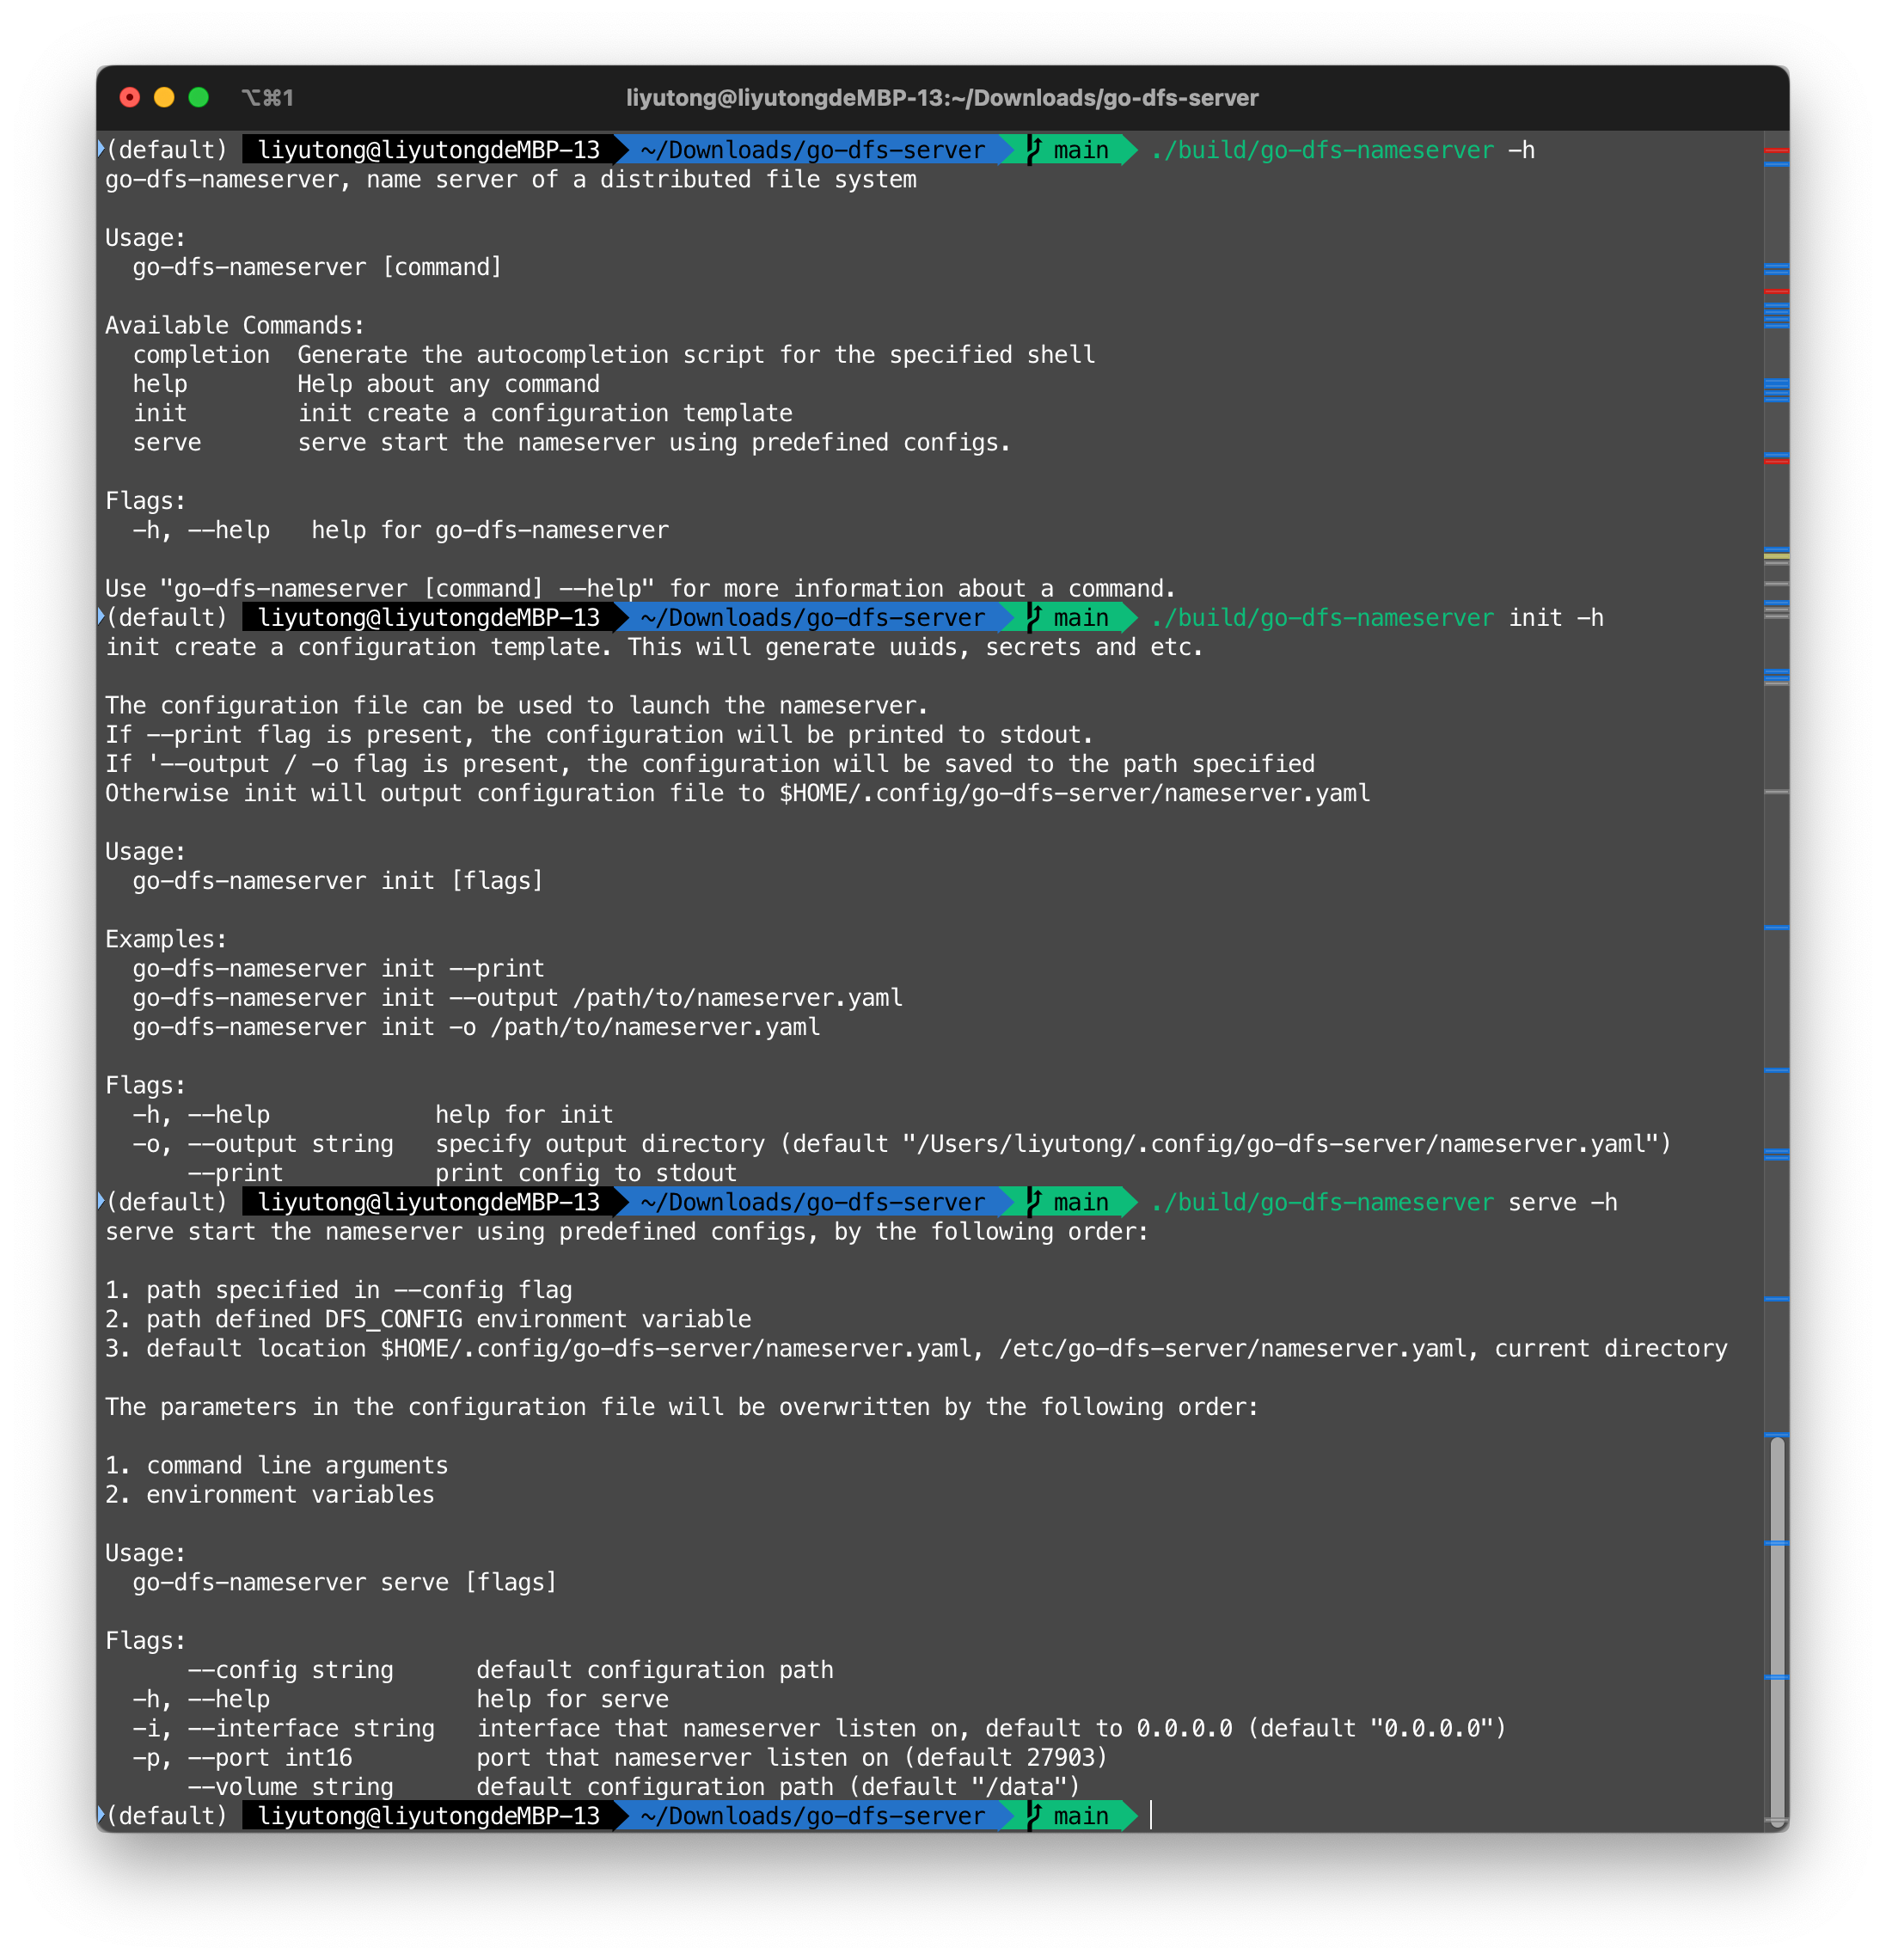 ⌥⌘1 liyutong@liyutongdeMBP-13:~/Downloads/go-dfs-server
(default) liyutong@liyutongdeMBP-13 ~/Downloads/go-dfs-server main ./build/go-dfs-nameserver -h
go-dfs-nameserver, name server of a distributed file system
Usage:
go-dfs-nameserver [command]
Available Commands:
completion Generate the autocompletion script for the specified shell
help Help about any command
init init create a configuration template
serve serve start the nameserver using predefined configs.
Flags:
-h, --help help for go-dfs-nameserver
Use "go-dfs-nameserver [command] --help" for more information about a command.
(default) liyutong@liyutongdeMBP-13 ~/Downloads/go-dfs-server main ./build/go-dfs-nameserver init -h
init create a configuration template. This will generate uuids, secrets and etc.
The configuration file can be used to launch the nameserver.
If --print flag is present, the configuration will be printed to stdout.
If '--output / -o flag is present, the configuration will be saved to the path specified
Otherwise init will output configuration file to $HOME/.config/go-dfs-server/nameserver.yaml
Usage:
go-dfs-nameserver init [flags]
Examples:
go-dfs-nameserver init --print
go-dfs-nameserver init --output /path/to/nameserver.yaml
go-dfs-nameserver init -o /path/to/nameserver.yaml
Flags:
-h, --help help for init
-o, --output string specify output directory (default "/Users/liyutong/.config/go-dfs-server/nameserver.yaml")
--print print config to stdout
(default) liyutong@liyutongdeMBP-13 ~/Downloads/go-dfs-server main ./build/go-dfs-nameserver serve -h
serve start the nameserver using predefined configs, by the following order:
1. path specified in --config flag
2. path defined DFS_CONFIG environment variable
3. default location $HOME/.config/go-dfs-server/nameserver.yaml, /etc/go-dfs-server/nameserver.yaml, current directory
The parameters in the configuration file will be overwritten by the following order:
1. command line arguments
2. environment variables
Usage:
go-dfs-nameserver serve [flags]
Flags:
--config string default configuration path
-h, --help help for serve
-i, --interface string interface that nameserver listen on, default to 0.0.0.0 (default "0.0.0.0")
-p, --port int16 port that nameserver listen on (default 27903)
--volume string default configuration path (default "/data")
(default) liyutong@liyutongdeMBP-13 ~/Downloads/go-dfs-server main